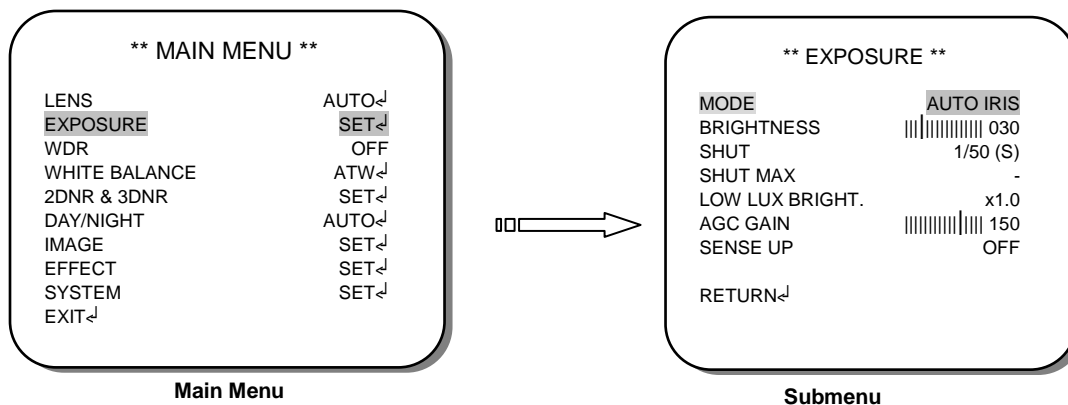 ** MAIN MENU **
LENS AUTO↲
EXPOSURE SET↲
WDR OFF
WHITE BALANCE ATW↲
2DNR & 3DNR SET↲
DAY/NIGHT AUTO↲
IMAGE SET↲
EFFECT SET↲
SYSTEM SET↲
EXIT↲
Main Menu
** EXPOSURE **
MODE AUTO IRIS
BRIGHTNESS 030
SHUT 1/50 (S)
SHUT MAX -
LOW LUX BRIGHT. x1.0
AGC GAIN 150
SENSE UP OFF
RETURN↲
Submenu